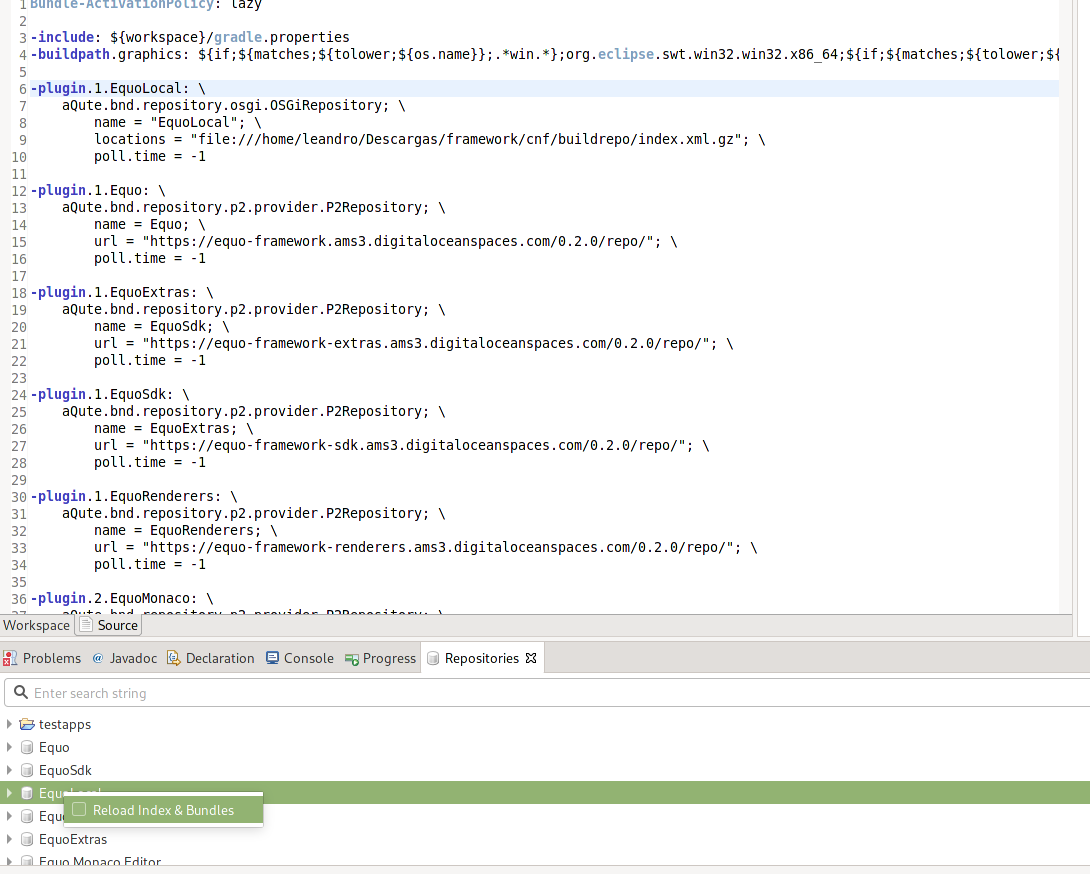 1 Bundle-ActivationPolicy: lazy
2
3 -include: ${workspace}/gradle.properties
4 -buildpath.graphics: ${if;${matches;${tolower;${os.name}};.*win.*};org.eclipse.swt.win32.win32.x86_64;${if;${matches;${tolower;${
5
6 -plugin.1.EquoLocal: \
7 aQute.bnd.repository.osgi.OSGiRepository; \
8 name = "EquoLocal"; \
9 locations = "file:///home/leandro/Descargas/framework/cnf/buildrepo/index.xml.gz"; \
10 poll.time = -1
11
12 -plugin.1.Equo: \
13 aQute.bnd.repository.p2.provider.P2Repository; \
14 name = Equo; \
15 url = "https://equo-framework.ams3.digitaloceanspaces.com/0.2.0/repo/"; \
16 poll.time = -1
17
18 -plugin.1.EquoExtras: \
19 aQute.bnd.repository.p2.provider.P2Repository; \
20 name = EquoSdk; \
21 url = "https://equo-framework-extras.ams3.digitaloceanspaces.com/0.2.0/repo/"; \
22 poll.time = -1
23
24 -plugin.1.EquoSdk: \
25 aQute.bnd.repository.p2.provider.P2Repository; \
26 name = EquoExtras; \
27 url = "https://equo-framework-sdk.ams3.digitaloceanspaces.com/0.2.0/repo/"; \
28 poll.time = -1
29
30 -plugin.1.EquoRenderers: \
31 aQute.bnd.repository.p2.provider.P2Repository; \
32 name = EquoRenderers; \
33 url = "https://equo-framework-renderers.ams3.digitaloceanspaces.com/0.2.0/repo/"; \
34 poll.time = -1
35
36 -plugin.2.EquoMonaco: \
37 aQute.bnd.repository.p2.provider.P2Repository; \
Workspace Source
Problems @ Javadoc Declaration Console Progress Repositories
Enter search string
testapps
Equo
EquoSdk
EquoLocal
Reload Index & Bundles
EquoExtras
Equo Monaco Editor